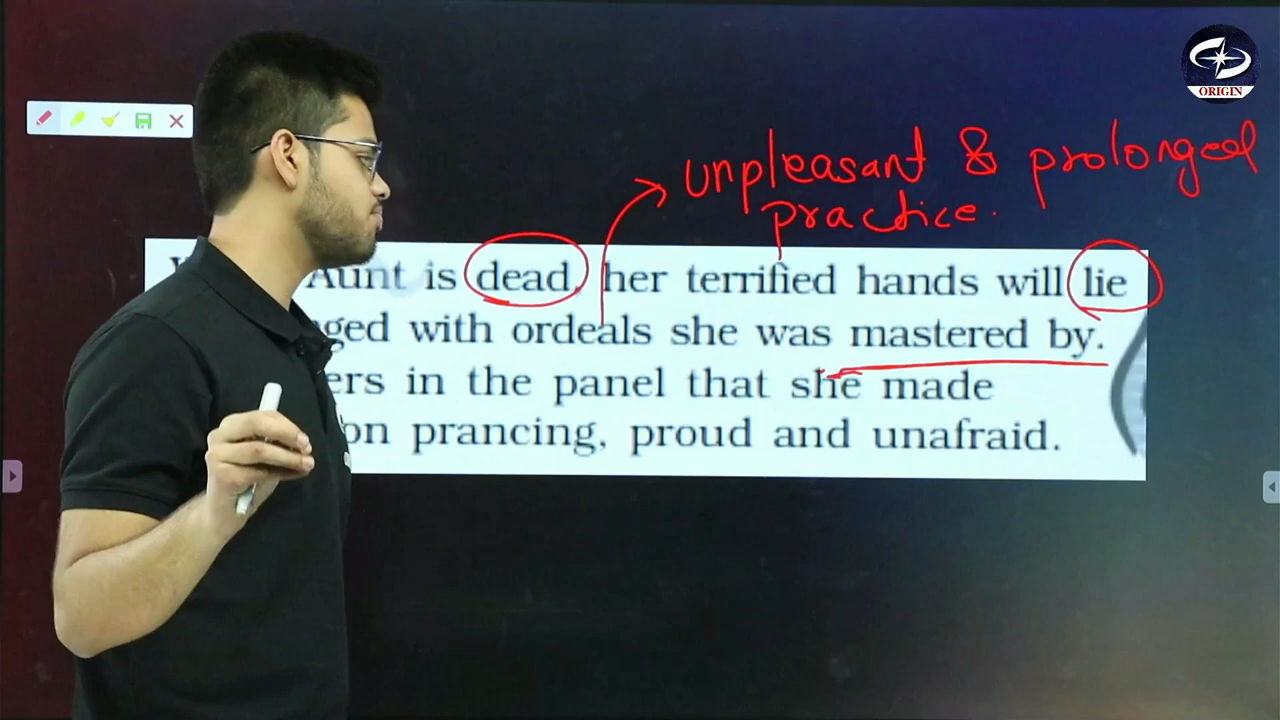 ORIGIN
unpleasant & prolonged
practice.
Aunt is dead, her terrified hands will lie
ged with ordeals she was mastered by.
ers in the panel that she made
on prancing, proud and unafraid.